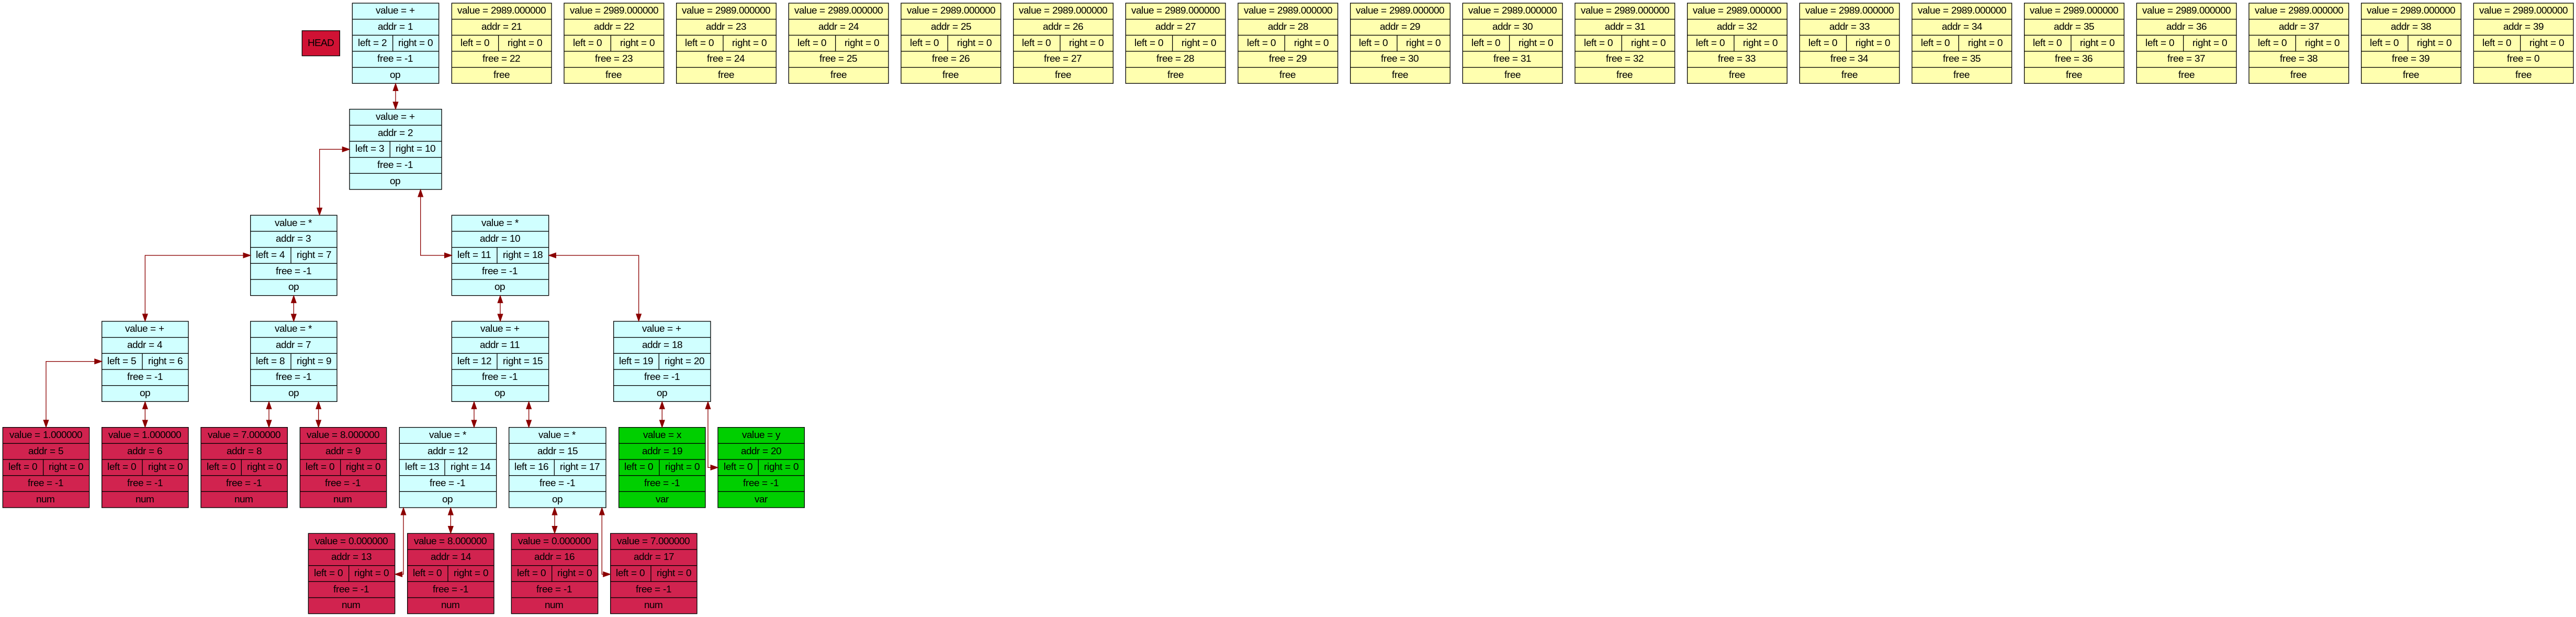 HEAD
value = +
addr = 1
left = 2 right = 0
free = -1
op
value = 2989.000000
addr = 21
left = 0 right = 0
free = 22
free
value = 2989.000000
addr = 22
left = 0 right = 0
free = 23
free
value = 2989.000000
addr = 23
left = 0 right = 0
free = 24
free
value = 2989.000000
addr = 24
left = 0 right = 0
free = 25
free
value = 2989.000000
addr = 25
left = 0 right = 0
free = 26
free
value = 2989.000000
addr = 26
left = 0 right = 0
free = 27
free
value = 2989.000000
addr = 27
left = 0 right = 0
free = 28
free
value = 2989.000000
addr = 28
left = 0 right = 0
free = 29
free
value = 2989.000000
addr = 29
left = 0 right = 0
free = 30
free
value = 2989.000000
addr = 30
left = 0 right = 0
free = 31
free
value = 2989.000000
addr = 31
left = 0 right = 0
free = 32
free
value = 2989.000000
addr = 32
left = 0 right = 0
free = 33
free
value = 2989.000000
addr = 33
left = 0 right = 0
free = 34
free
value = 2989.000000
addr = 34
left = 0 right = 0
free = 35
free
value = 2989.000000
addr = 35
left = 0 right = 0
free = 36
free
value = 2989.000000
addr = 36
left = 0 right = 0
free = 37
free
value = 2989.000000
addr = 37
left = 0 right = 0
free = 38
free
value = 2989.000000
addr = 38
left = 0 right = 0
free = 39
free
value = 2989.000000
addr = 39
left = 0 right = 0
free = 0
free
value = +
addr = 2
left = 3 right = 10
free = -1
op
value = *
addr = 3
left = 4 right = 7
free = -1
op
value = *
addr = 10
left = 11 right = 18
free = -1
op
value = +
addr = 4
left = 5 right = 6
free = -1
op
value = *
addr = 7
left = 8 right = 9
free = -1
op
value = +
addr = 11
left = 12 right = 15
free = -1
op
value = +
addr = 18
left = 19 right = 20
free = -1
op
value = 1.000000
addr = 5
left = 0 right = 0
free = -1
num
value = 1.000000
addr = 6
left = 0 right = 0
free = -1
num
value = 7.000000
addr = 8
left = 0 right = 0
free = -1
num
value = 8.000000
addr = 9
left = 0 right = 0
free = -1
num
value = *
addr = 12
left = 13 right = 14
free = -1
op
value = *
addr = 15
left = 16 right = 17
free = -1
op
value = x
addr = 19
left = 0 right = 0
free = -1
var
value = y
addr = 20
left = 0 right = 0
free = -1
var
value = 0.000000
addr = 13
left = 0 right = 0
free = -1
num
value = 8.000000
addr = 14
left = 0 right = 0
free = -1
num
value = 0.000000
addr = 16
left = 0 right = 0
free = -1
num
value = 7.000000
addr = 17
left = 0 right = 0
free = -1
num